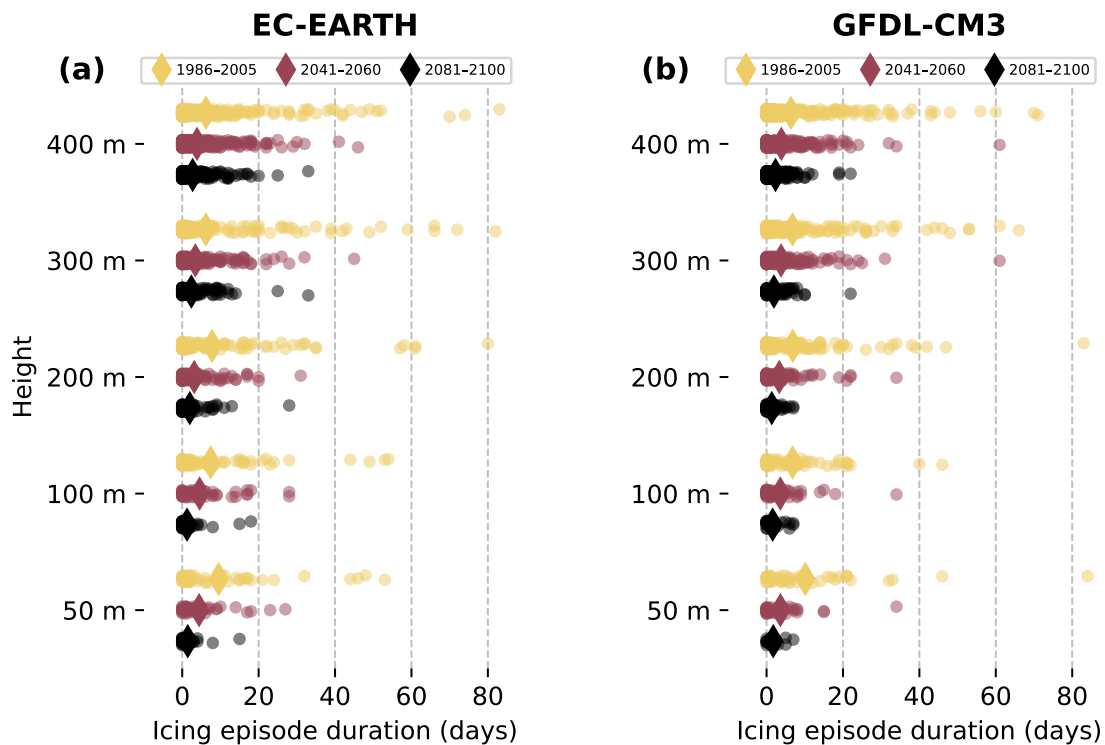 EC-EARTH
(a)
1986–2005 2041–2060 2081–2100
400 m
300 m
200 m
100 m
50 m
Height
0 20 40 60 80
Icing episode duration (days)
GFDL-CM3
(b)
1986–2005 2041–2060 2081–2100
400 m
300 m
200 m
100 m
50 m
0 20 40 60 80
Icing episode duration (days)